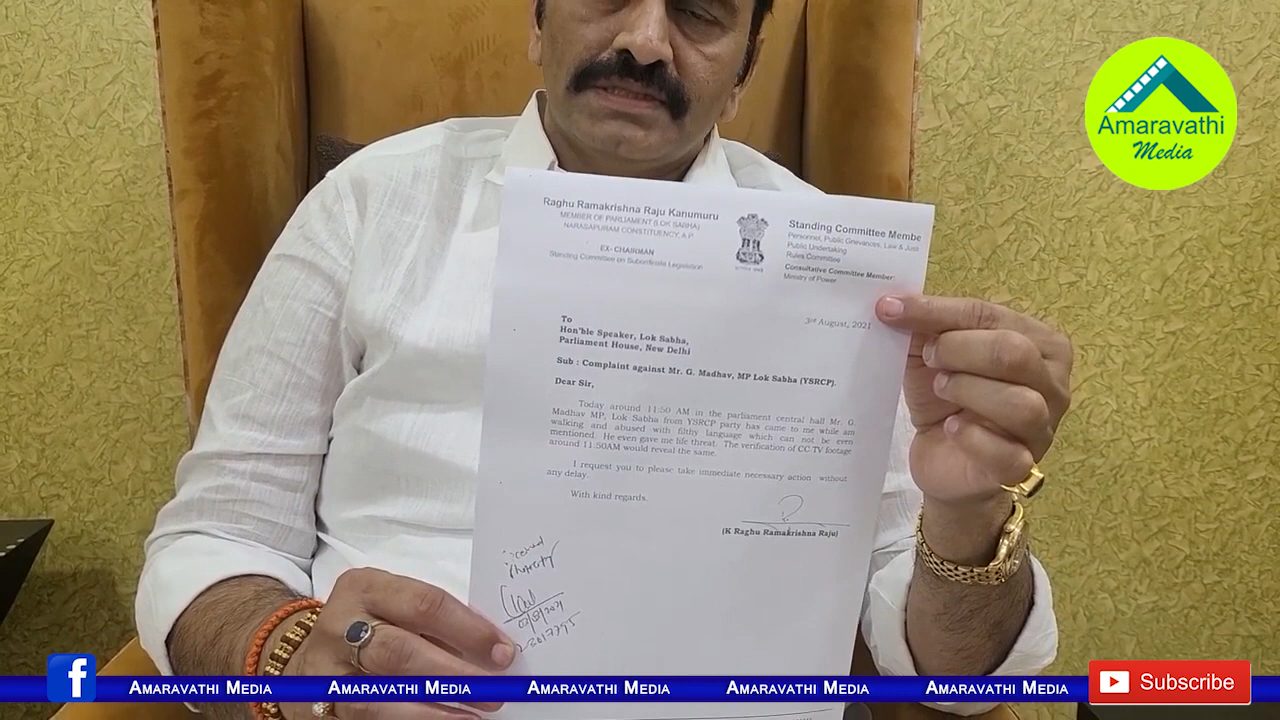 Amaravathi
Media
Raghu Ramakrishna Raju Kanumuru
MEMBER OF PARLIAMENT (LOK SABHA)
NARASAPURAM CONSTITUENCY, A.P
EX- CHAIRMAN
Standing Committee on Subordinate Legislation
Standing Committee Membe
Personnel, Public Grievances, Law & Just
Public Undertaking
Rules Committee
Consultative Committee Member:
Ministry of Power
3rd August, 2021
To
Hon'ble Speaker, Lok Sabha,
Parliament House, New Delhi
Sub : Complaint against Mr. G. Madhav, MP Lok Sabha (YSRCP).
Dear Sir,
Today around 11:50 AM in the parliament central hall Mr. G.
Madhav MP, Lok Sabha from YSRCP party has came to me while am
walking and abused with filthy language which can not be even
mentioned. He even gave me life threat. The verification of CC TV footage
around 11:50AM would reveal the same.
I request you to please take immediate necessary action without
any delay.
With kind regards.
(K Raghu Ramakrishna Raju)
f
Amaravathi Media Amaravathi Media Amaravathi Media Amaravathi Media Amaravathi Media
Subscribe